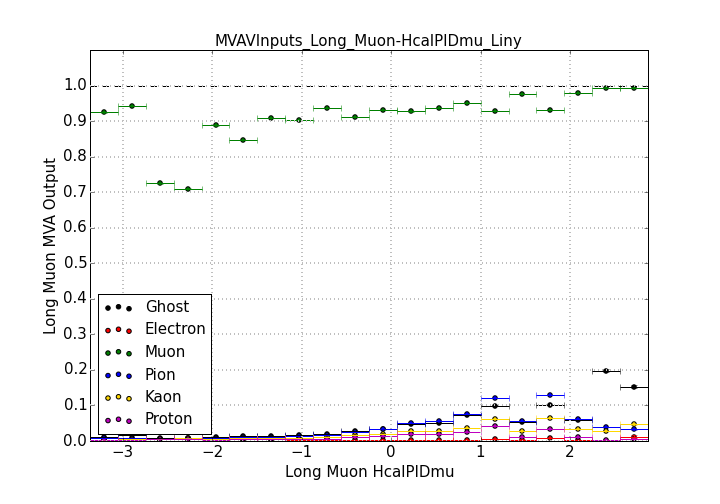 MVAVInputs_Long_Muon-HcalPIDmu_Liny
1.0
0.9
0.8
0.7
0.6
0.5
0.4
0.3
0.2
0.1
0.0
Long Muon MVA Output
Ghost
Electron
Muon
Pion
Kaon
Proton
−3 −2 −1 0 1 2
Long Muon HcalPIDmu